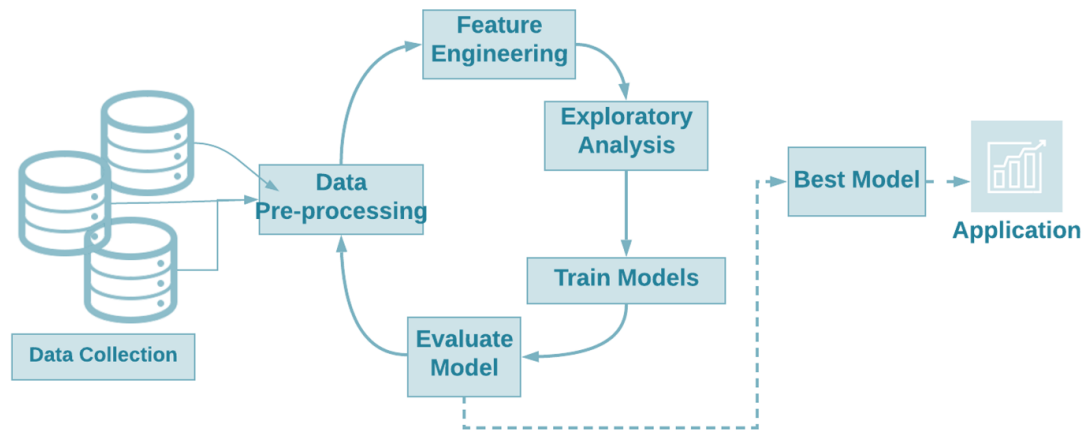 Feature
Engineering
Exploratory
Analysis
Data
Pre-processing
Best Model
Application
Train Models
Evaluate
Model
Data Collection